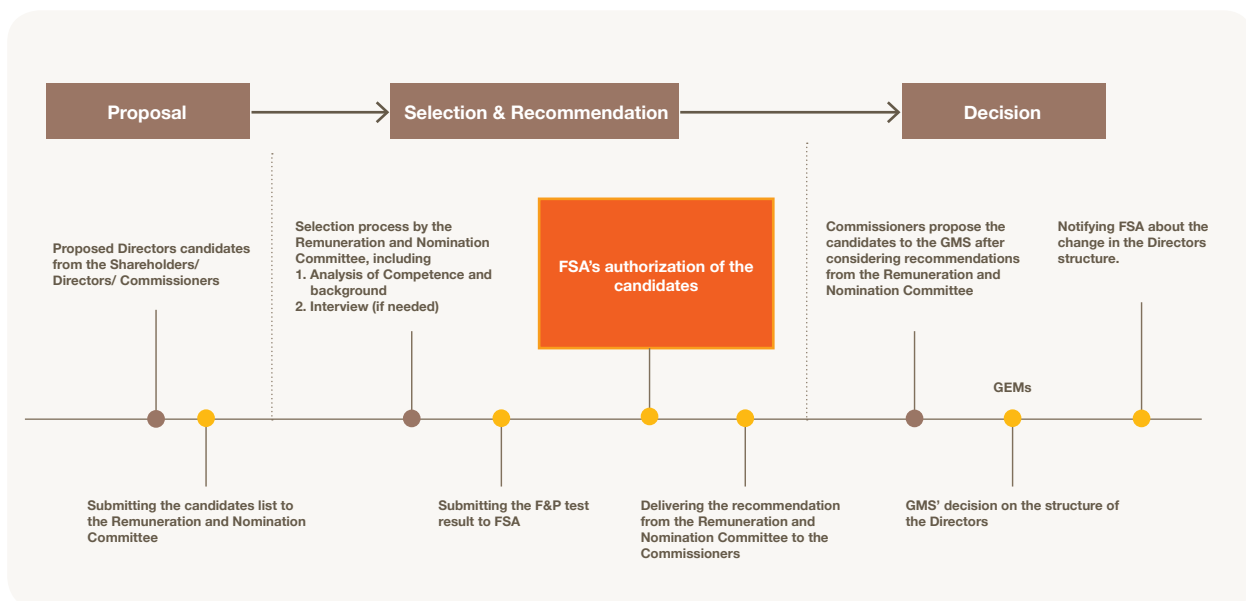 Proposal
Selection & Recommendation
Decision
Proposed Directors candidates
from the Shareholders/
Directors/ Commissioners
Submitting the candidates list to
the Remuneration and Nomination
Committee
Selection process by the
Remuneration and Nomination
Committee, including
1. Analysis of Competence and
background
2. Interview (if needed)
Submitting the F&P test
result to FSA
FSA's authorization of the
candidates
Delivering the recommendation
from the Remuneration and
Nomination Committee to the
Commissioners
Commissioners propose the
candidates to the GMS after
considering recommendations
from the Remuneration and
Nomination Committee
GEMs
GMS' decision on the structure of
the Directors
Notifying FSA about the
change in the Directors
structure.